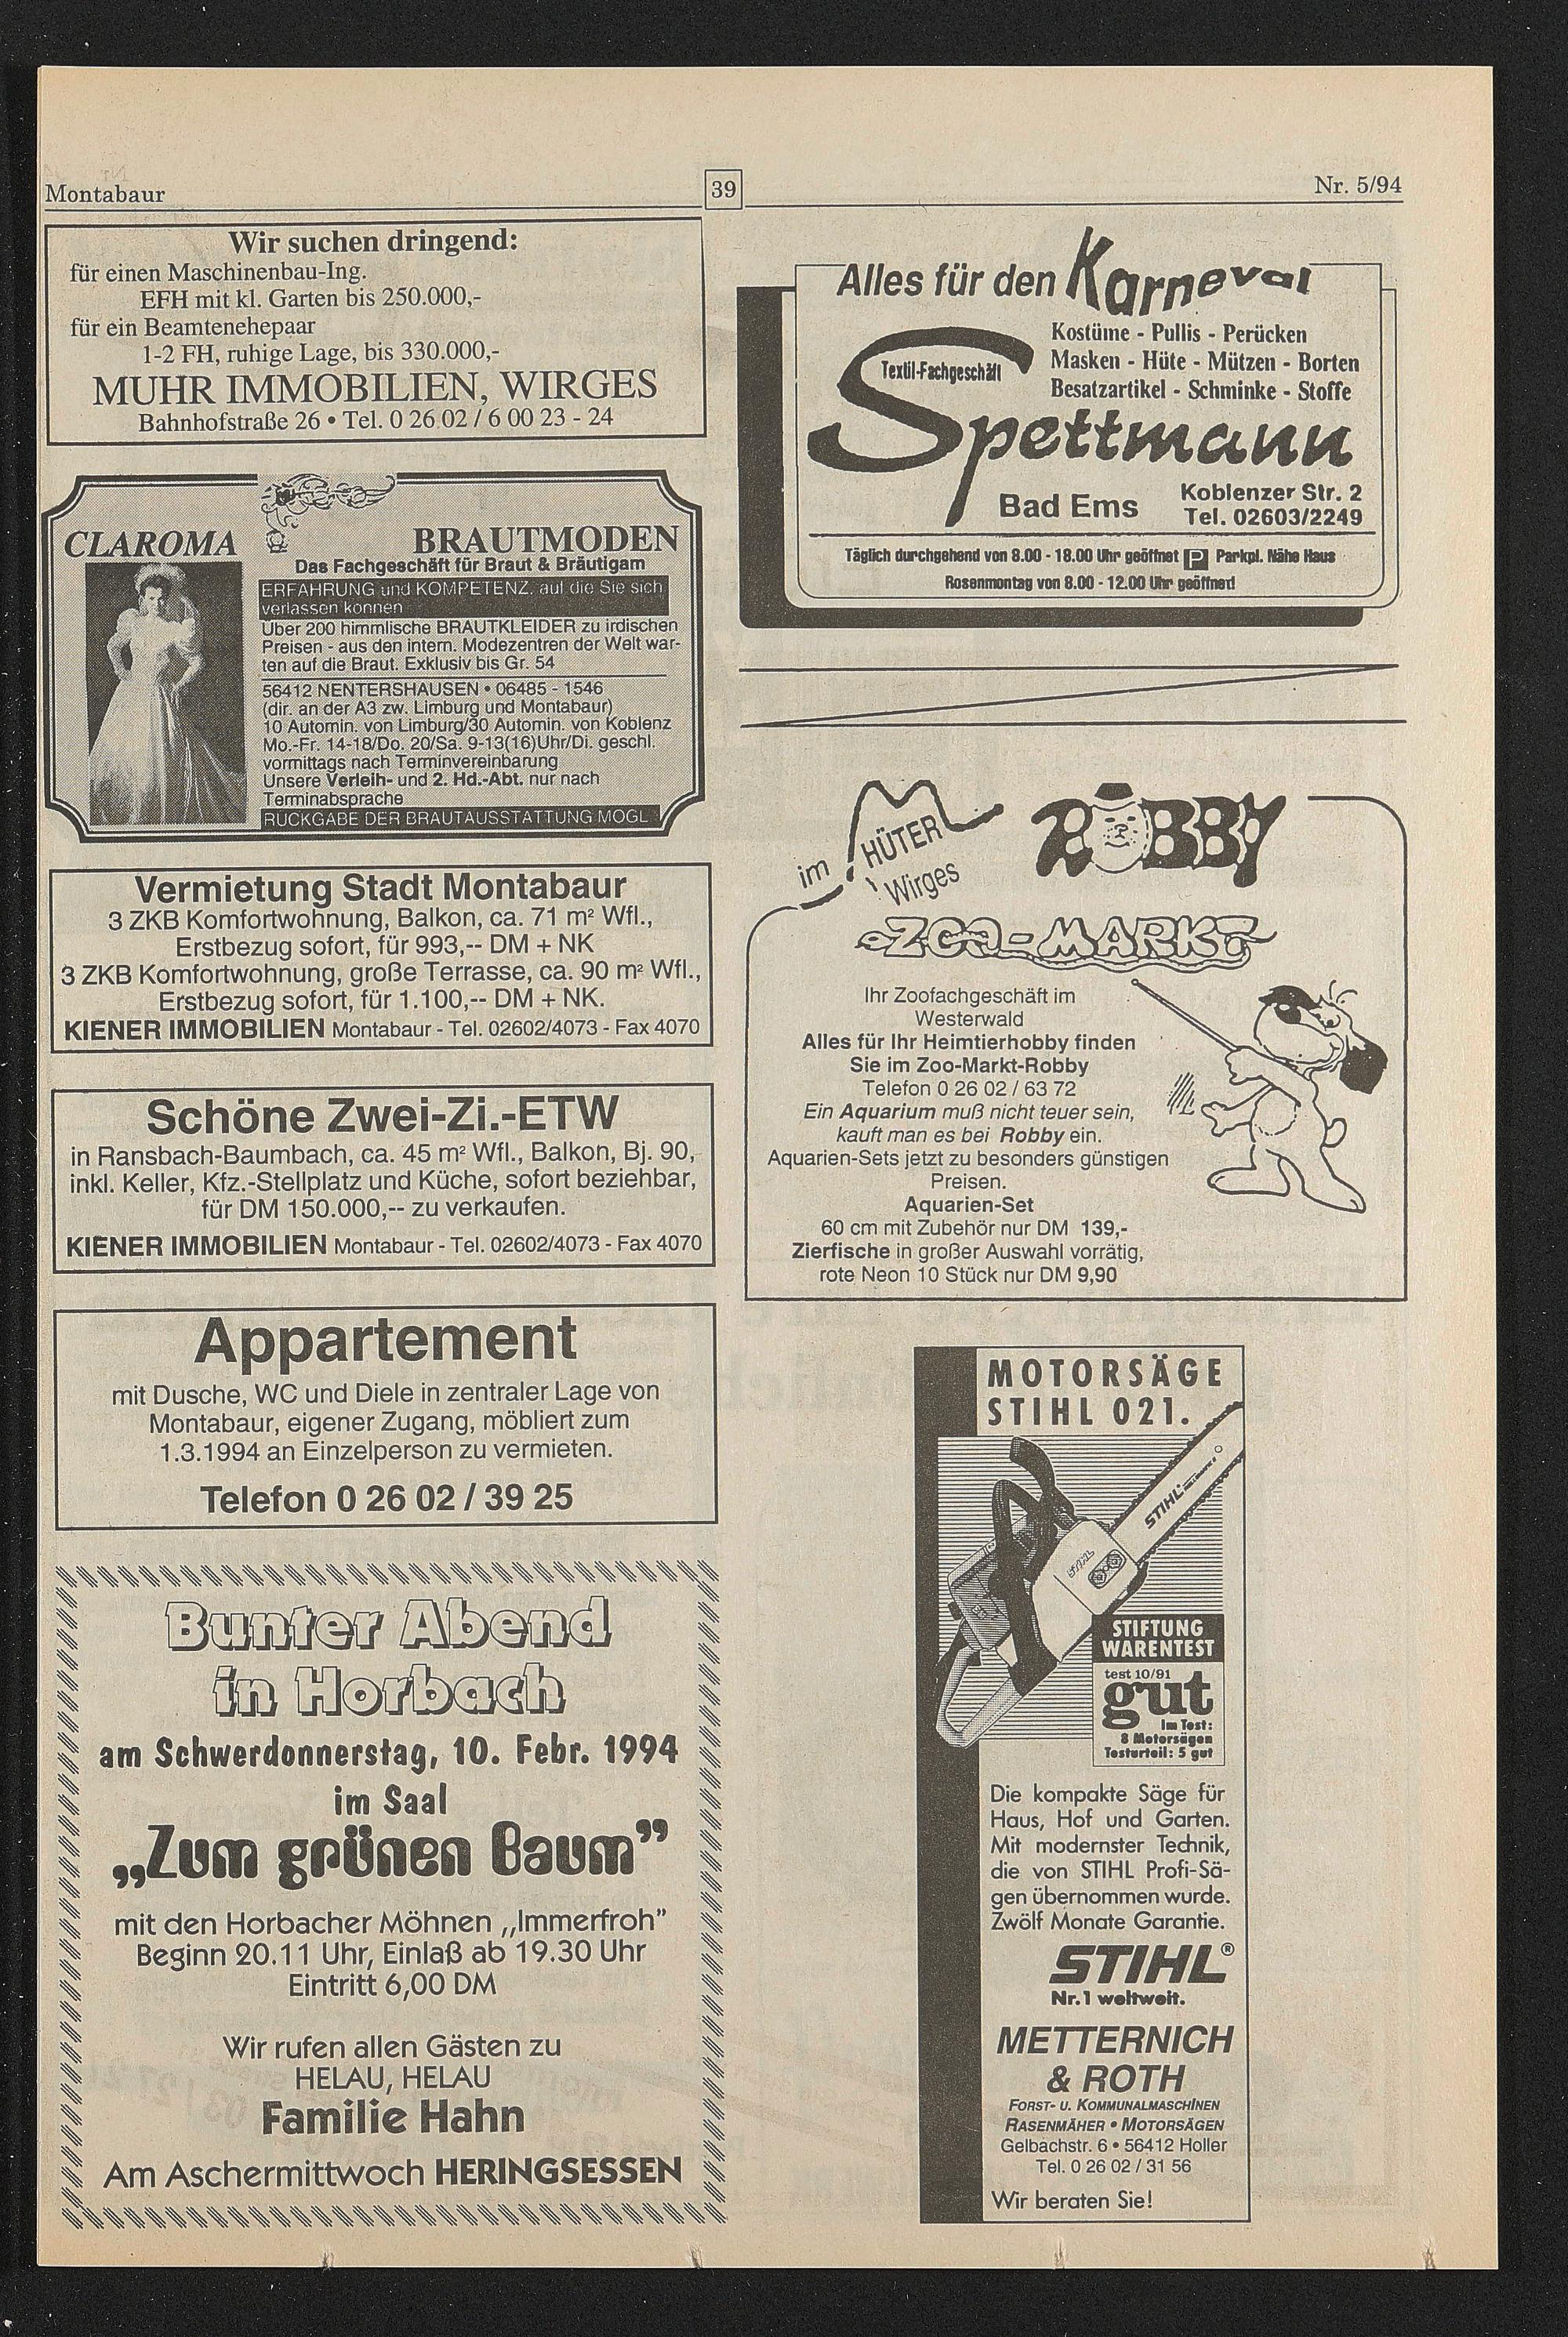 Montabaur
39
Nr. 5/94
Wir suchen dringend:
für einen Maschinenbau-Ing.
EFH mit kl. Garten bis 250.000,-
für ein Beamtenehepaar
1-2 FH, ruhige Lage, bis 330.000,-
MUHR IMMOBILIEN, WIRGES
Bahnhofstraße 26 • Tel. 0 26 02 / 6 00 23 - 24
CLAROMA BRAUTMODEN
Das Fachgeschäft für Braut & Bräutigam
ERFAHRUNG und KOMPETENZ, auf die Sie sich
verlassen können
Über 200 himmlische BRAUTKLEIDER zu irdischen
Preisen - aus den intern. Modezentren der Welt war-
ten auf die Braut. Exklusiv bis Gr. 54
56412 NENTERSHAUSEN • 06485 - 1546
(dir. an der A3 zw. Limburg und Montabaur)
10 Automin. von Limburg/30 Automin. von Koblenz
Mo.-Fr. 14-18/Do. 20/Sa. 9-13(16)Uhr/Di. geschl.
vormittags nach Terminvereinbarung
Unsere Verleih- und 2. Hd.-Abt. nur nach
Terminabsprache
RÜCKGABE DER BRAUTAUSSTATTUNG MÖGL
Vermietung Stadt Montabaur
3 ZKB Komfortwohnung, Balkon, ca. 71 m² Wfl.,
Erstbezug sofort, für 993,-- DM + NK
3 ZKB Komfortwohnung, große Terrasse, ca. 90 m² Wfl.,
Erstbezug sofort, für 1.100,-- DM + NK.
KIENER IMMOBILIEN Montabaur - Tel. 02602/4073 - Fax 4070
Schöne Zwei-Zi.-ETW
in Ransbach-Baumbach, ca. 45 m² Wfl., Balkon, Bj. 90,
inkl. Keller, Kfz.-Stellplatz und Küche, sofort beziehbar,
für DM 150.000,-- zu verkaufen.
KIENER IMMOBILIEN Montabaur - Tel. 02602/4073 - Fax 4070
Appartement
mit Dusche, WC und Diele in zentraler Lage von
Montabaur, eigener Zugang, möbliert zum
1.3.1994 an Einzelperson zu vermieten.
Telefon 0 26 02 / 39 25
Bunter Abend
in Horbach
am Schwerdonnerstag, 10. Febr. 1994
im Saal
„Zum grünen Baum”
mit den Horbacher Möhnen ,,Immerfroh”
Beginn 20.11 Uhr, Einlaß ab 19.30 Uhr
Eintritt 6,00 DM
Wir rufen allen Gästen zu
HELAU, HELAU
Familie Hahn
Am Aschermittwoch HERINGSESSEN
Alles für den Karneval
Kostüme - Pullis - Perücken
Masken - Hüte - Mützen - Borten
Besatzartikel - Schminke - Stoffe
Textil-Fachgeschäft
Spettmann
Bad Ems
Koblenzer Str. 2
Tel. 02603/2249
Täglich durchgehend von 8.00 - 18.00 Uhr geöffnet P Parkpl. Nähe Haus
Rosenmontag von 8.00 - 12.00 Uhr geöffnet!
im HÜTER
Wirges
ROBBY
ZOO-MARKT
Ihr Zoofachgeschäft im
Westerwald
Alles für Ihr Heimtierhobby finden
Sie im Zoo-Markt-Robby
Telefon 0 26 02 / 63 72
Ein Aquarium muß nicht teuer sein,
kauft man es bei Robby ein.
Aquarien-Sets jetzt zu besonders günstigen
Preisen.
Aquarien-Set
60 cm mit Zubehör nur DM 139,-
Zierfische in großer Auswahl vorrätig,
rote Neon 10 Stück nur DM 9,90
MOTORSÄGE
STIHL 021.
STIHL
STIHL
STIFTUNG
WARENTEST
test 10/91
gut
Im Test:
8 Motorsägen
Testurteil: 5 gut
Die kompakte Säge für
Haus, Hof und Garten.
Mit modernster Technik,
die von STIHL Profi-Sä-
gen übernommen wurde.
Zwölf Monate Garantie.
STIHL®
Nr. 1 weltweit.
METTERNICH
& ROTH
FORST- U. KOMMUNALMASCHINEN
RASENMÄHER • MOTORSÄGEN
Gelbachstr. 6 • 56412 Holler
Tel. 0 26 02 / 31 56
Wir beraten Sie!